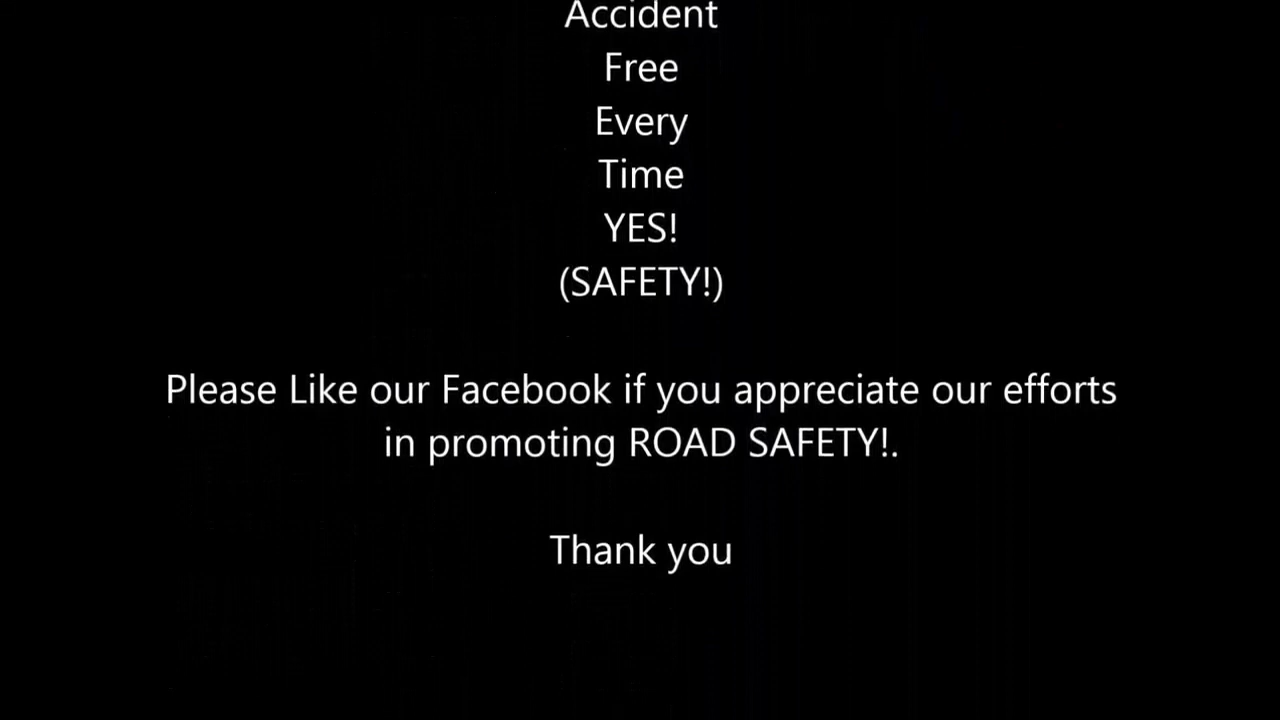 Accident
Free
Every
Time
YES!
(SAFETY!)
Please Like our Facebook if you appreciate our efforts
in promoting ROAD SAFETY!.
Thank you